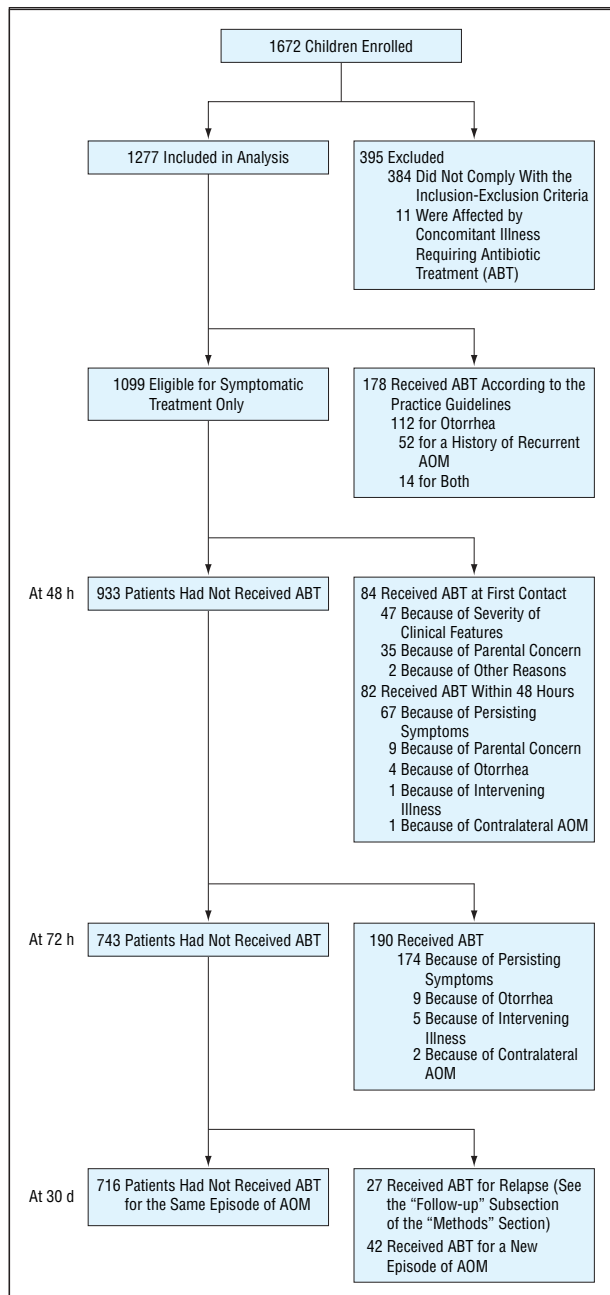 1672 Children Enrolled
1277 Included in Analysis
395 Excluded
384 Did Not Comply With the
Inclusion-Exclusion Criteria
11 Were Affected by
Concomitant Illness
Requiring Antibiotic
Treatment (ABT)
1099 Eligible for Symptomatic
Treatment Only
178 Received ABT According to the
Practice Guidelines
112 for Otorrhea
52 for a History of Recurrent
AOM
14 for Both
At 48 h
933 Patients Had Not Received ABT
84 Received ABT at First Contact
47 Because of Severity of
Clinical Features
35 Because of Parental Concern
2 Because of Other Reasons
82 Received ABT Within 48 Hours
67 Because of Persisting
Symptoms
9 Because of Parental Concern
4 Because of Otorrhea
1 Because of Intervening
Illness
1 Because of Contralateral AOM
At 72 h
743 Patients Had Not Received ABT
190 Received ABT
174 Because of Persisting
Symptoms
9 Because of Otorrhea
5 Because of Intervening
Illness
2 Because of Contralateral
AOM
At 30 d
716 Patients Had Not Received ABT
for the Same Episode of AOM
27 Received ABT for Relapse (See
the “Follow-up” Subsection
of the “Methods” Section)
42 Received ABT for a New
Episode of AOM